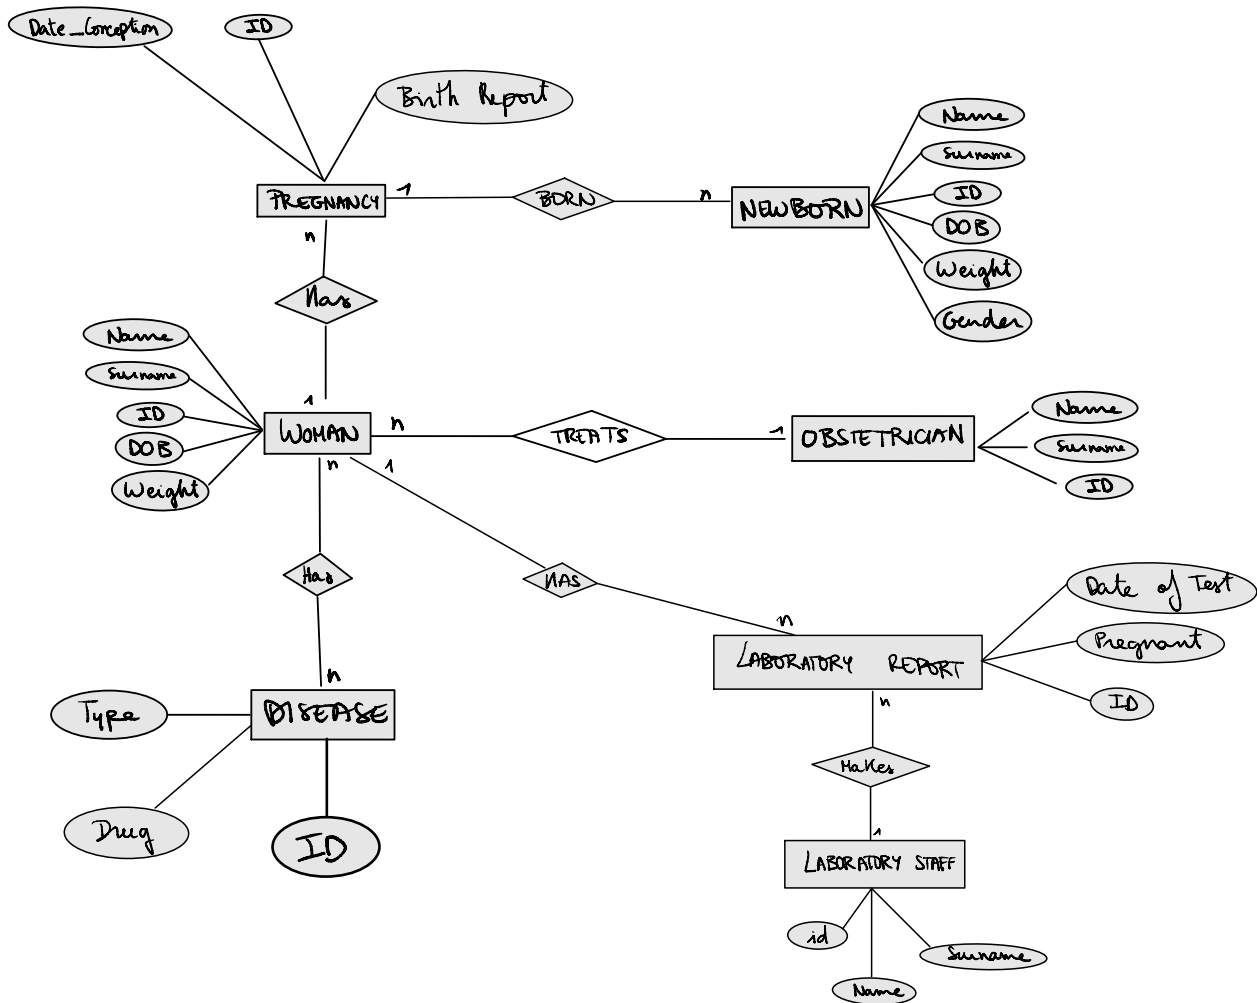 Date_Conception
ID
Birth Report
PREGNANCY
1
BORN
n
NEWBORN
Name
Surname
ID
DOB
Weight
Gender
n
Has
1
Name
Surname
ID
DOB
Weight
WOMAN
n
TREATS
1
OBSTETRICIAN
Name
Surname
ID
n
1
Has
HAS
n
n
DISEASE
Type
Drug
ID
LABORATORY REPORT
Date of Test
Pregnant
ID
n
Makes
1
LABORATORY STAFF
id
Name
Surname